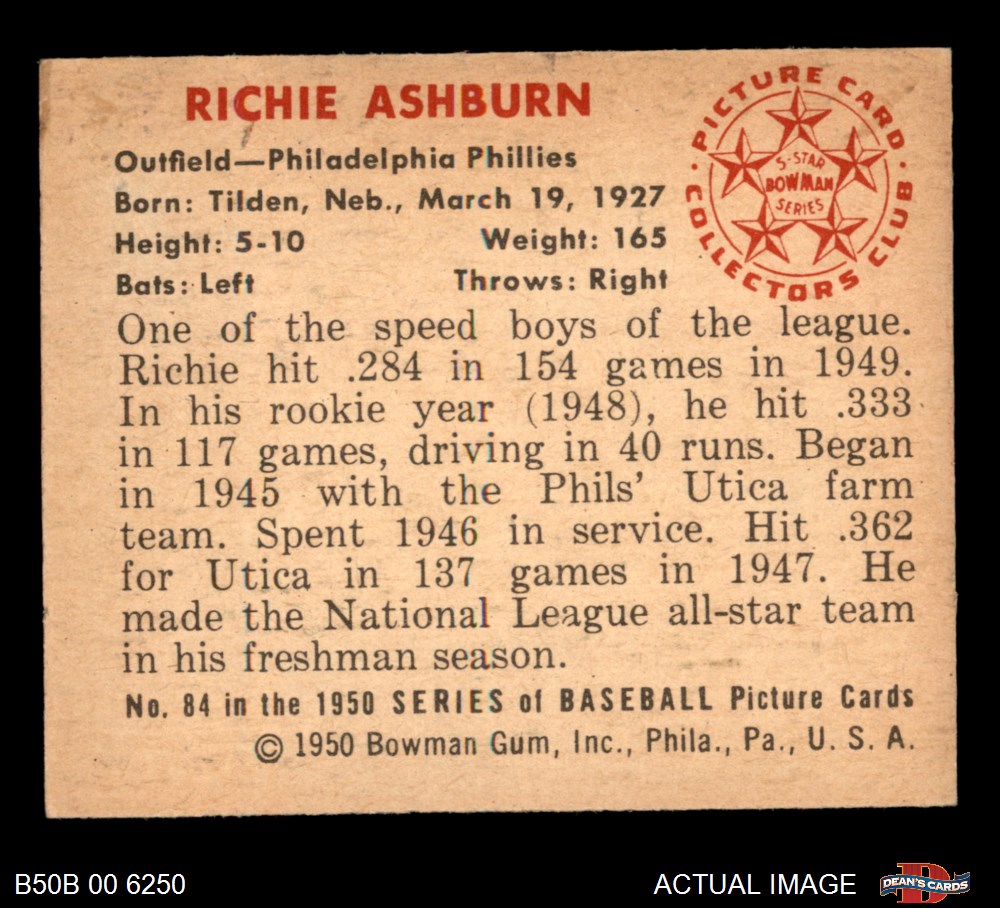 RICHIE ASHBURN
Outfield—Philadelphia Phillies
Born: Tilden, Neb., March 19, 1927
Height: 5-10 Weight: 165
Bats: Left Throws: Right
PICTURE CARD
COLLECTORS CLUB
5-STAR
BOWMAN
SERIES
One of the speed boys of the league.
Richie hit .284 in 154 games in 1949.
In his rookie year (1948), he hit .333
in 117 games, driving in 40 runs. Began
in 1945 with the Phils' Utica farm
team. Spent 1946 in service. Hit .362
for Utica in 137 games in 1947. He
made the National League all-star team
in his freshman season.
No. 84 in the 1950 SERIES of BASEBALL Picture Cards
© 1950 Bowman Gum, Inc., Phila., Pa., U. S. A.
B50B 00 6250
ACTUAL IMAGE
D
DEAN'S CARDS